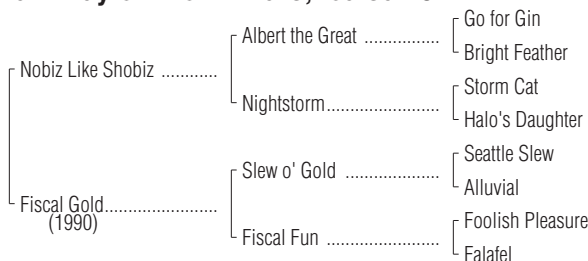 Go for Gin
Albert the Great ................
Bright Feather
Nobiz Like Shobiz ............
Storm Cat
Nightstorm........................
Halo's Daughter
Seattle Slew
Slew o' Gold ....................
Alluvial
Fiscal Gold........................
(1990)
Foolish Pleasure
Fiscal Fun ........................
Falafel